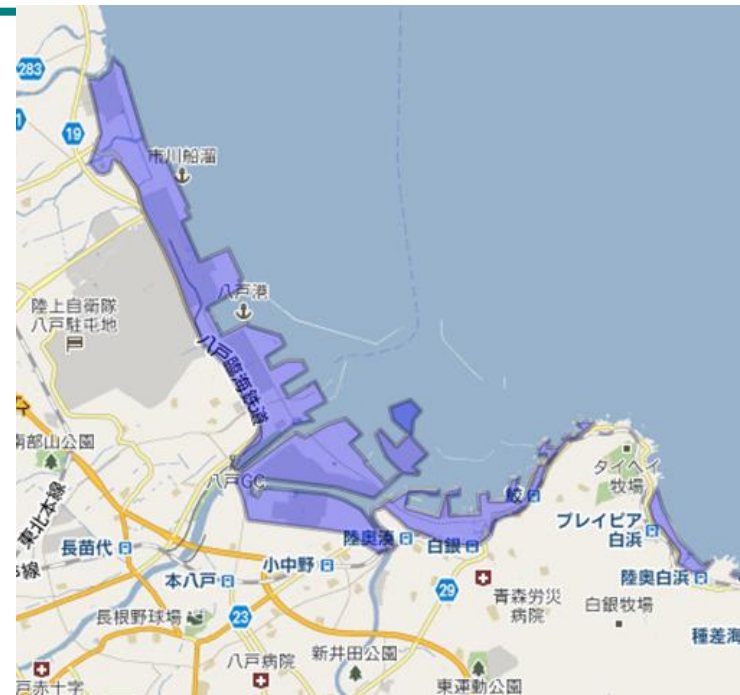 283
19
市川船溜
八戸港
陸上自衛隊
八戸駐屯地
八戸臨海鉄道
南部山公園
八戸GC
タイヘイ
牧場
鮫
プレイピア
白浜
東北本線
長苗代
陸奥湊
白銀
陸奥白浜
小中野
本八戸
29
青森労災
病院
白銀牧場
長根野球場
23
種差海
八戸病院
新井田公園
戸赤十字
東運動公園